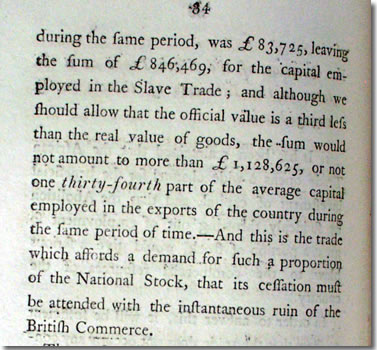 84
during the ſame period, was £83,725, leaving
the ſum of £846,469, for the capital em-
ployed in the Slave Trade; and although we
ſhould allow that the official value is a third leſs
than the real value of goods, the ſum would
not amount to more than £1,128,625, or not
one thirty-fourth part of the average capital
employed in the exports of the country during
the ſame period of time.—And this is the trade
which affords a demand for ſuch a proportion
of the National Stock, that its ceſſation muſt
be attended with the inſtantaneous ruin of the
Britiſh Commerce.